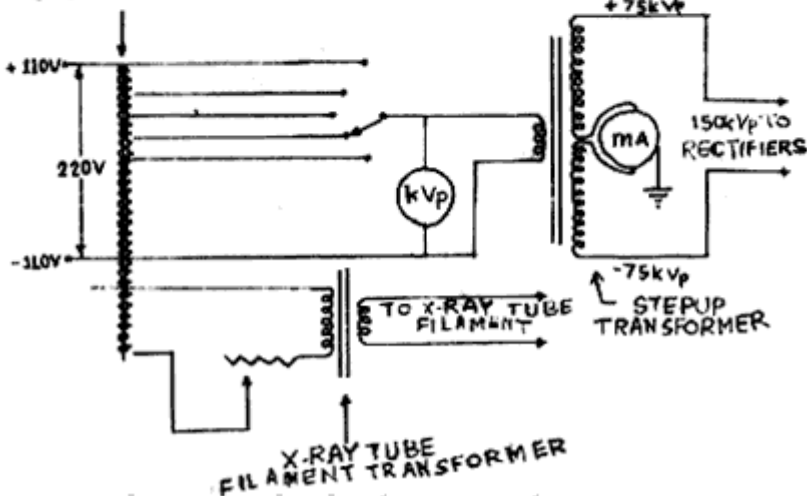 +75kVp
+110V
220V
kVp
mA
150kVp TO
RECTIFIERS
-110V
-75kVp
TO X-RAY TUBE
FILAMENT
STEPUP
TRANSFORMER
X-RAY TUBE
FILAMENT TRANSFORMER